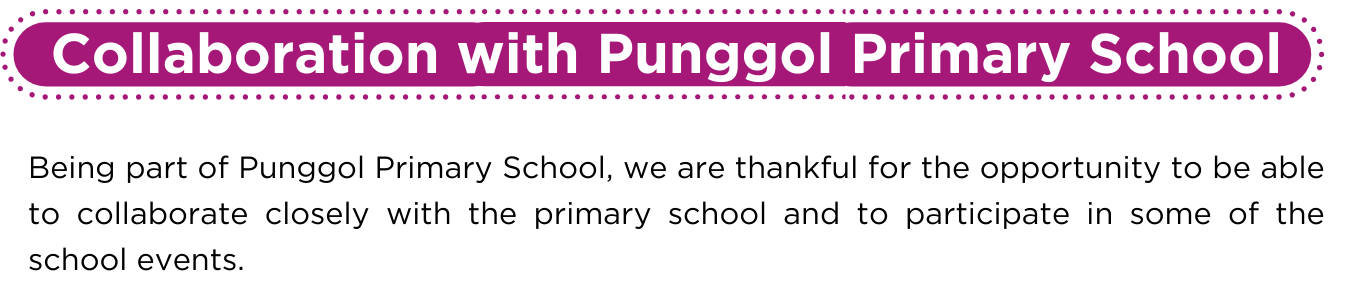 Collaboration with Punggol Primary School
Being part of Punggol Primary School, we are thankful for the opportunity to be able
to collaborate closely with the primary school and to participate in some of the
school events.